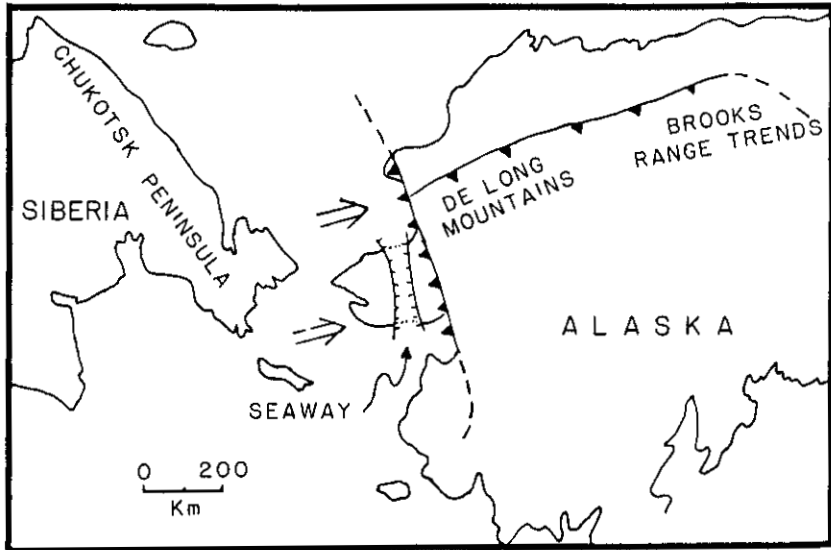 CHUKOTSK PENINSULA
SIBERIA
BROOKS
RANGE TRENDS
DE LONG
MOUNTAINS
ALASKA
SEAWAY
0 200
Km